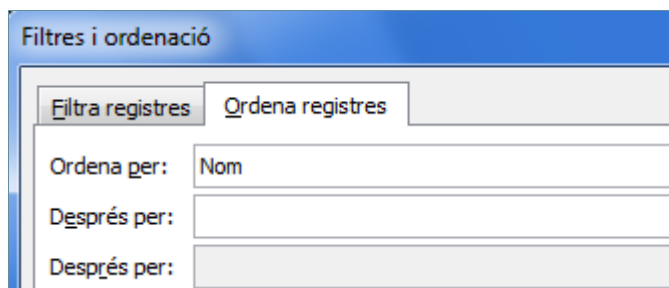 Filtres i ordenació
Filtra registres Ordena registres
Ordena per: Nom
Després per:
Després per: